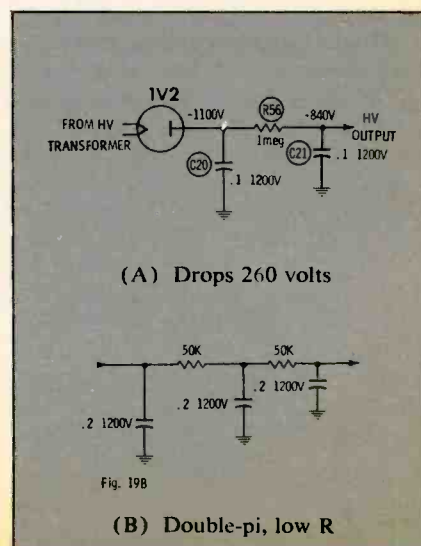 1V2
-1100V
R56
-840V
FROM HV
TRANSFORMER
1meg
HV
OUTPUT
C20
C21
.1 1200V
.1 1200V
(A) Drops 260 volts
50K
50K
.2 1200V
.2 1200V
.2 1200V
Fig. 19B
(B) Double-pi, low R